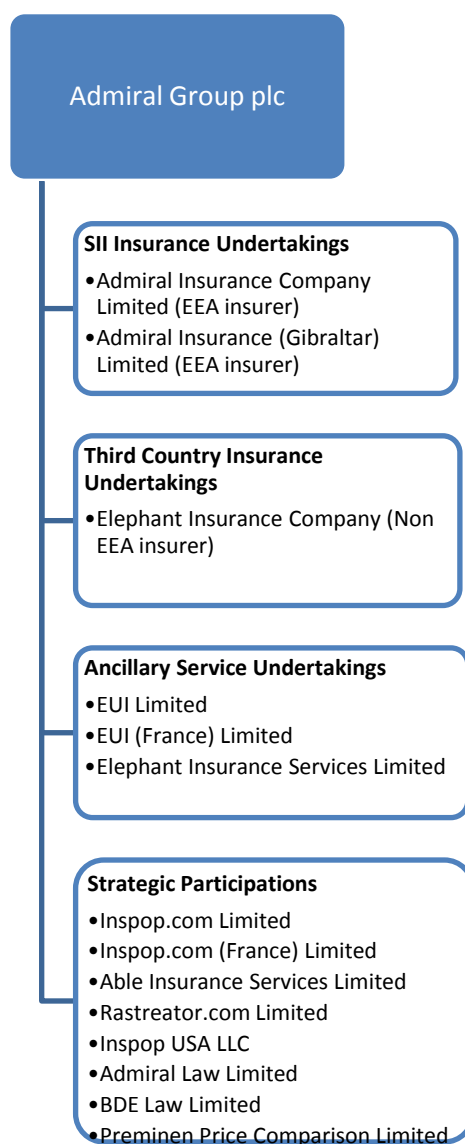 Admiral Group plc
SII Insurance Undertakings
•Admiral Insurance Company
Limited (EEA insurer)
•Admiral Insurance (Gibraltar)
Limited (EEA insurer)
Third Country Insurance
Undertakings
•Elephant Insurance Company (Non
EEA insurer)
Ancillary Service Undertakings
•EUI Limited
•EUI (France) Limited
•Elephant Insurance Services Limited
Strategic Participations
•Inspop.com Limited
•Inspop.com (France) Limited
•Able Insurance Services Limited
•Rastreator.com Limited
•Inspop USA LLC
•Admiral Law Limited
•BDE Law Limited
•Preminen Price Comparison Limited